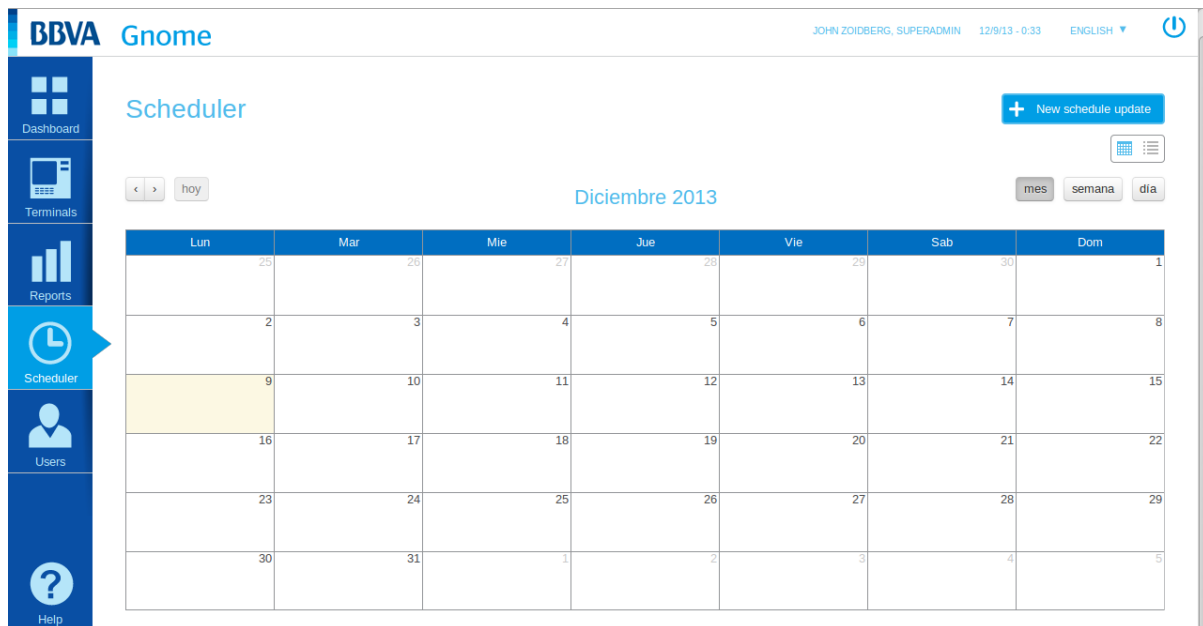 BBVA Gnome
JOHN ZOIDBERG, SUPERADMIN 12/9/13 - 0:33 ENGLISH
Dashboard
Terminals
Reports
Scheduler
Users
Help
Scheduler
New schedule update
hoy
Diciembre 2013
mes semana día
Lun Mar Mie Jue Vie Sab Dom
25 26 27 28 29 30 1
2 3 4 5 6 7 8
9 10 11 12 13 14 15
16 17 18 19 20 21 22
23 24 25 26 27 28 29
30 31 1 2 3 4 5